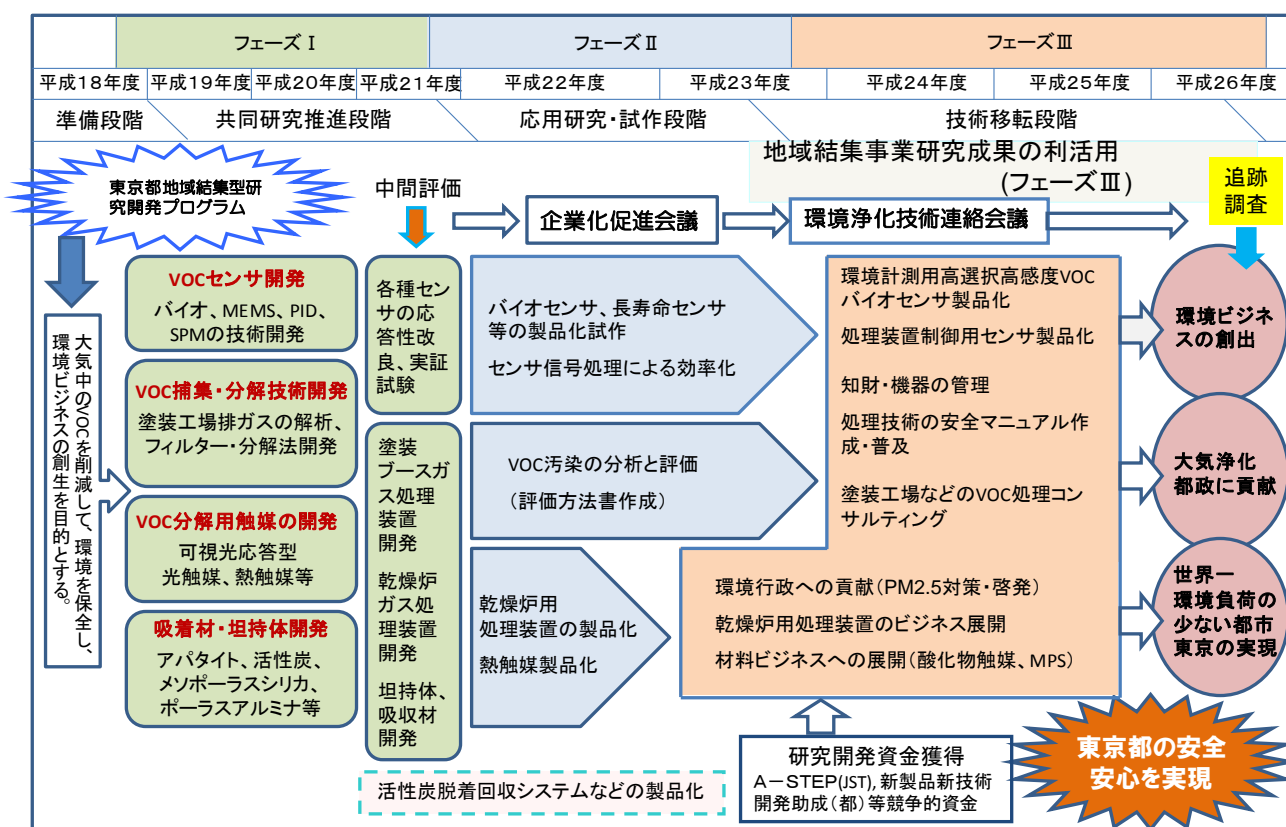 フェーズⅠ
フェーズⅡ
フェーズⅢ
平成18年度
平成19年度
平成20年度
平成21年度
平成22年度
平成23年度
平成24年度
平成25年度
平成26年度
準備段階
共同研究推進段階
応用研究・試作段階
技術移転段階
地域結集事業研究成果の利活用
(フェーズⅢ)
東京都地域結集型研
究開発プログラム
中間評価
企業化促進会議
環境浄化技術連絡会議
追跡
調査
大気中のVOCを削減して、環境を保全し、
環境ビジネスの創生を目的とする。
VOCセンサ開発
バイオ、MEMS、PID、
SPMの技術開発
VOC捕集・分解技術開発
塗装工場排ガスの解析、
フィルター・分解法開発
VOC分解用触媒の開発
可視光応答型
光触媒、熱触媒等
吸着材・坦持体開発
アパタイト、活性炭、
メソポーラスシリカ、
ポーラスアルミナ等
各種セン
サの応
答性改
良、実証
試験
塗装
ブースガ
ス処理
装置
開発
乾燥炉
ガス処
理装置
開発
坦持体、
吸収材
開発
バイオセンサ、長寿命センサ
等の製品化試作
センサ信号処理による効率化
VOC汚染の分析と評価
（評価方法書作成）
乾燥炉用
処理装置の製品化
熱触媒製品化
環境計測用高選択高感度VOC
バイオセンサ製品化
処理装置制御用センサ製品化
知財・機器の管理
処理技術の安全マニュアル作
成・普及
塗装工場などのVOC処理コン
サルティング
環境行政への貢献（PM2.5対策・啓発）
乾燥炉用処理装置のビジネス展開
材料ビジネスへの展開（酸化物触媒、MPS）
環境ビジネ
スの創出
大気浄化
都政に貢献
世界一
環境負荷の
少ない都市
東京の実現
活性炭脱着回収システムなどの製品化
研究開発資金獲得
A－STEP(JST), 新製品新技術
開発助成（都）等競争的資金
東京都の安全
安心を実現